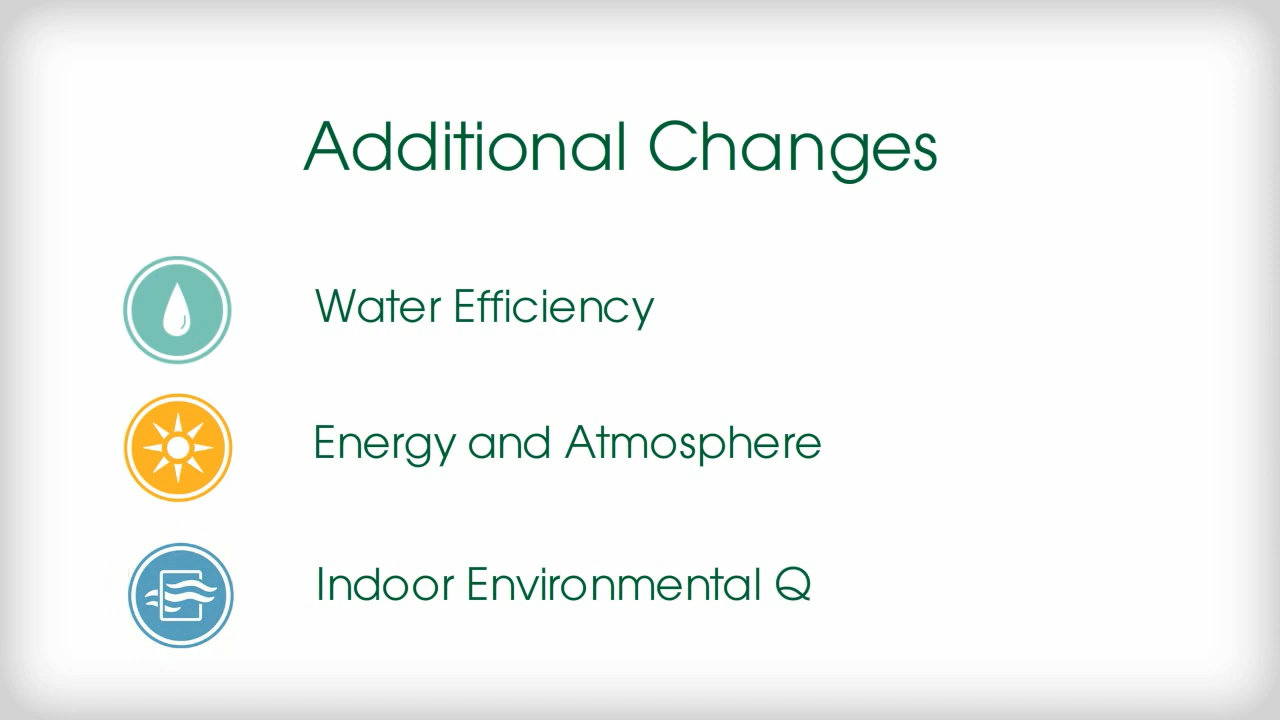 Additional Changes
Water Efficiency
Energy and Atmosphere
Indoor Environmental Q